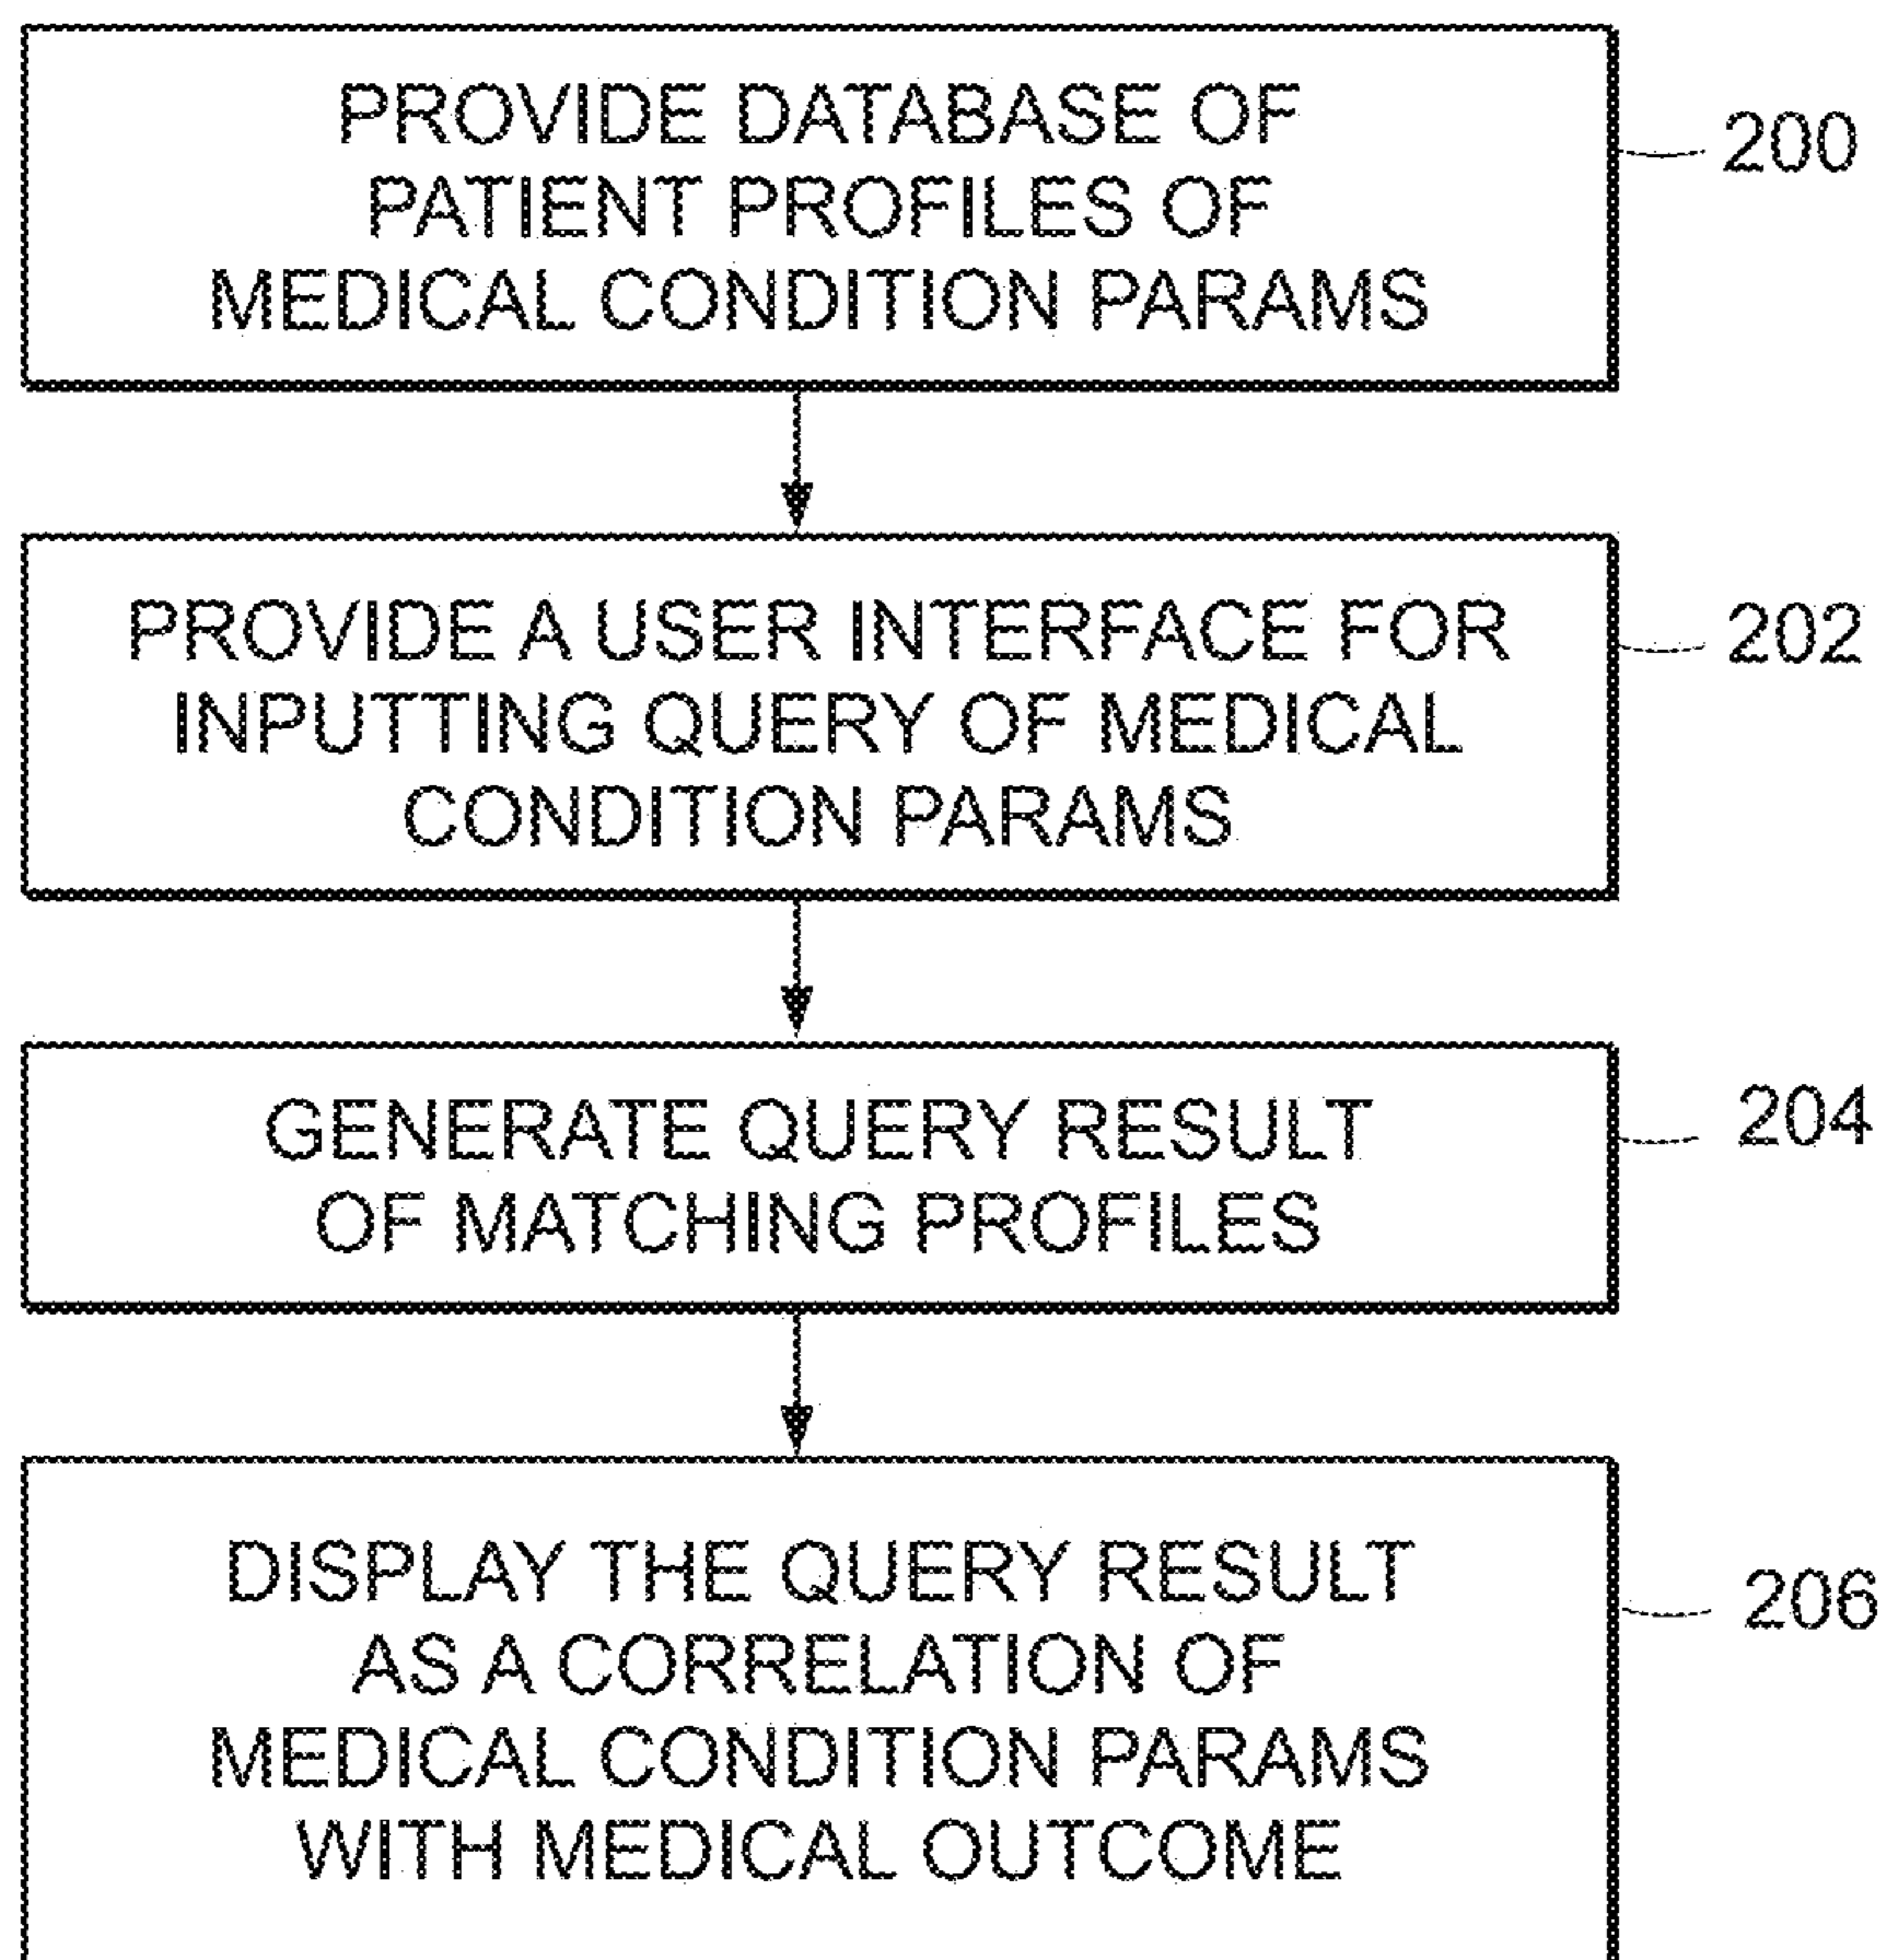 PROVIDE DATABASE OF
PATIENT PROFILES OF
MEDICAL CONDITION PARAMS
200
PROVIDE A USER INTERFACE FOR
INPUTTING QUERY OF MEDICAL
CONDITION PARAMS
202
GENERATE QUERY RESULT
OF MATCHING PROFILES
204
DISPLAY THE QUERY RESULT
AS A CORRELATION OF
MEDICAL CONDITION PARAMS
WITH MEDICAL OUTCOME
206